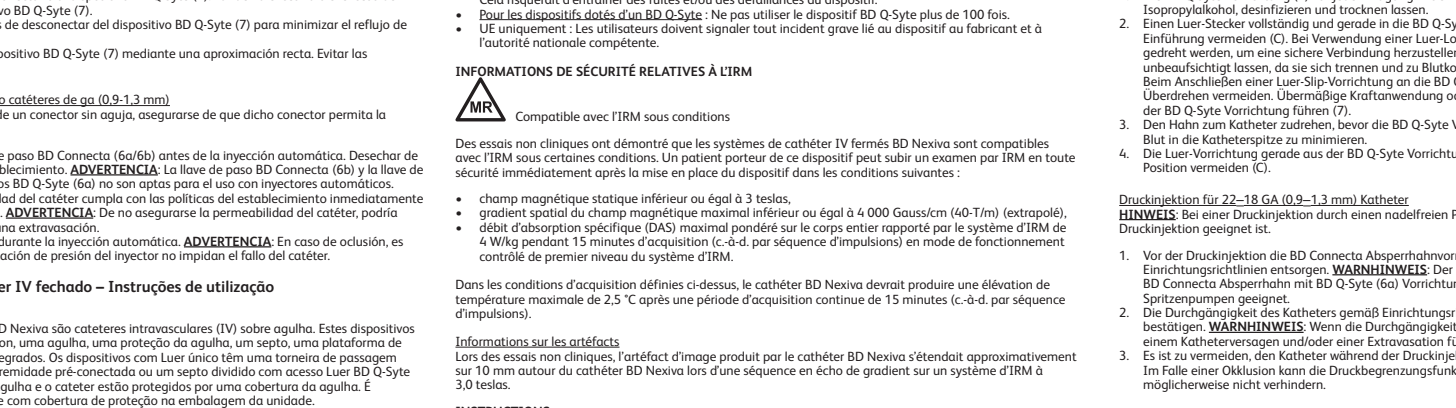 vo BD Q-Syte (7).
s de desconectar del dispositivo BD Q-Syte (7) para minimizar el reflujo de
positivo BD Q-Syte (7) mediante una aproximación recta. Evitar las
o catéteres de ga (0,9-1,3 mm)
de un conector sin aguja, asegurarse de que dicho conector permita la
e paso BD Connecta (6a/6b) antes de la inyección automática. Desechar de
blecimiento. ADVERTENCIA: La llave de paso BD Connecta (6b) y la llave de
os BD Q-Syte (6a) no son aptas para el uso con inyectores automáticos.
dad del catéter cumpla con las políticas del establecimiento inmediatamente
. ADVERTENCIA: De no asegurarse la permeabilidad del catéter, podría
una extravasación.
durante la inyección automática. ADVERTENCIA: En caso de oclusión, es
ación de presión del inyector no impidan el fallo del catéter.
er IV fechado – Instruções de utilização
D Nexiva são cateteres intravasculares (IV) sobre agulha. Estes dispositivos
on, uma agulha, uma proteção da agulha, um septo, uma plataforma de
egrados. Os dispositivos com Luer único têm uma torneira de passagem
remidade pré-conectada ou um septo dividido com acesso Luer BD Q-Syte
agulha e o cateter estão protegidos por uma cobertura da agulha. É
e com cobertura de proteção na embalagem da unidade.
Cela risquerait d'entraîner des fuites et/ou des défaillances du dispositif.
• Pour les dispositifs dotés d'un BD Q-Syte : Ne pas utiliser le dispositif BD Q-Syte plus de 100 fois.
• UE uniquement : Les utilisateurs doivent signaler tout incident grave lié au dispositif au fabricant et à
l'autorité nationale compétente.
INFORMATIONS DE SÉCURITÉ RELATIVES À L'IRM
MR Compatible avec l'IRM sous conditions
Des essais non cliniques ont démontré que les systèmes de cathéter IV fermés BD Nexiva sont compatibles
avec l'IRM sous certaines conditions. Un patient porteur de ce dispositif peut subir un examen par IRM en toute
sécurité immédiatement après la mise en place du dispositif dans les conditions suivantes :
• champ magnétique statique inférieur ou égal à 3 teslas,
• gradient spatial du champ magnétique maximal inférieur ou égal à 4 000 Gauss/cm (40-T/m) (extrapolé),
• débit d'absorption spécifique (DAS) maximal pondéré sur le corps entier rapporté par le système d'IRM de
4 W/kg pendant 15 minutes d'acquisition (c.-à-d. par séquence d'impulsions) en mode de fonctionnement
contrôlé de premier niveau du système d'IRM.
Dans les conditions d'acquisition définies ci-dessus, le cathéter BD Nexiva devrait produire une élévation de
température maximale de 2,5 °C après une période d'acquisition continue de 15 minutes (c.-à-d. par séquence
d'impulsions).
Informations sur les artéfacts
Lors des essais non cliniques, l'artéfact d'image produit par le cathéter BD Nexiva s'étendait approximativement
sur 10 mm autour du cathéter BD Nexiva lors d'une séquence en écho de gradient sur un système d'IRM à
3,0 teslas.
Isopropylalkohol, desinfizieren und trocknen lassen.
2. Einen Luer-Stecker vollständig und gerade in die BD Q-Sy
Einführung vermeiden (C). Bei Verwendung einer Luer-Lo
gedreht werden, um eine sichere Verbindung herzusteller
unbeaufsichtigt lassen, da sie sich trennen und zu Blutko
Beim Anschließen einer Luer-Slip-Vorrichtung an die BD
Überdrehen vermeiden. Übermäßige Kraftanwendung od
der BD Q-Syte Vorrichtung führen (7).
3. Den Hahn zum Katheter zudrehen, bevor die BD Q-Syte V
Blut in die Katheterspitze zu minimieren.
4. Die Luer-Vorrichtung gerade aus der BD Q-Syte Vorrichtu
Position vermeiden (C).
Druckinjektion für 22–18 GA (0,9–1,3 mm) Katheter
HINWEIS: Bei einer Druckinjektion durch einen nadelfreien P
Druckinjektion geeignet ist.
1. Vor der Druckinjektion die BD Connecta Absperrhahnvorr
Einrichtungsrichtlinien entsorgen. WARNHINWEIS: Der
BD Connecta Absperrhahn mit BD Q-Syte (6a) Vorrichtur
Spritzenpumpen geeignet.
2. Die Durchgängigkeit des Katheters gemäß Einrichtungsr
bestätigen. WARNHINWEIS: Wenn die Durchgängigkeit
einem Katheterversagen und/oder einer Extravasation fü
3. Es ist zu vermeiden, den Katheter während der Druckinje
Im Falle einer Okklusion kann die Druckbegrenzungsfunk
möglicherweise nicht verhindern.